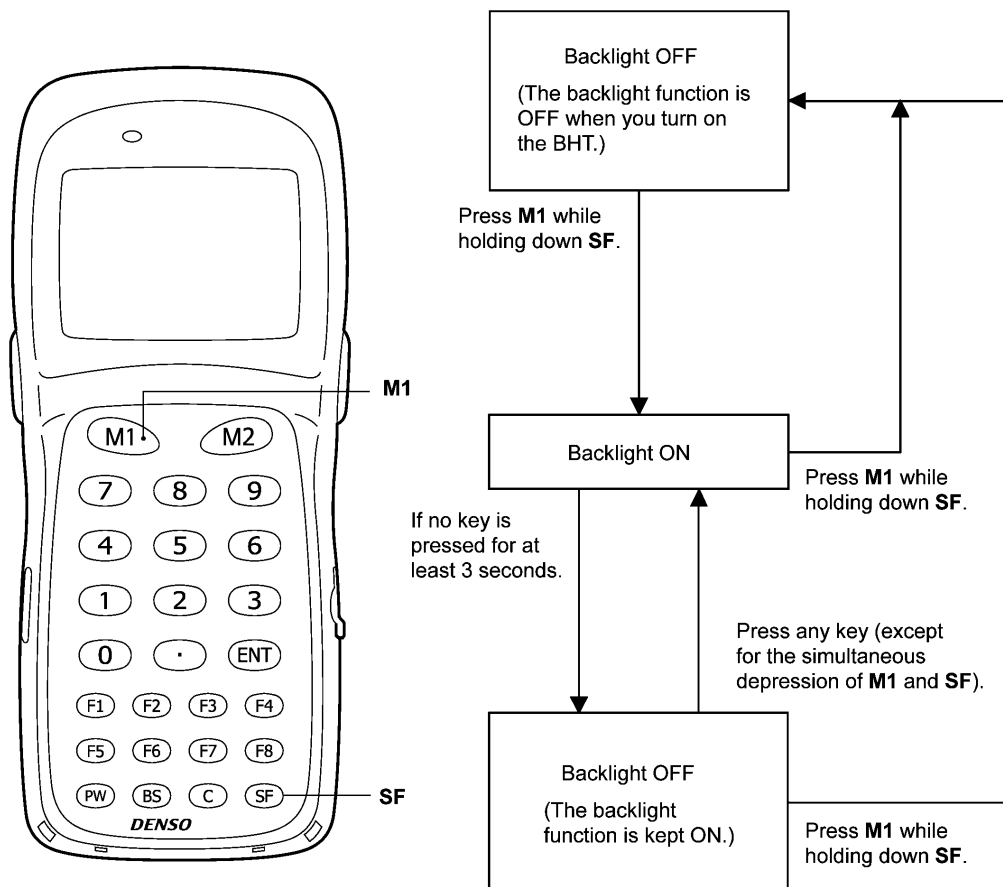 M1 M2
7 8 9
4 5 6
1 2 3
0 . ENT
F1 F2 F3 F4
F5 F6 F7 F8
PW BS C SF
DENSO
M1
SF
Backlight OFF
(The backlight function is
OFF when you turn on
the BHT.)
Press M1 while
holding down SF.
Backlight ON
Press M1 while
holding down SF.
If no key is
pressed for at
least 3 seconds.
Press any key (except
for the simultaneous
depression of M1 and SF).
Backlight OFF
(The backlight
function is kept ON.)
Press M1 while
holding down SF.